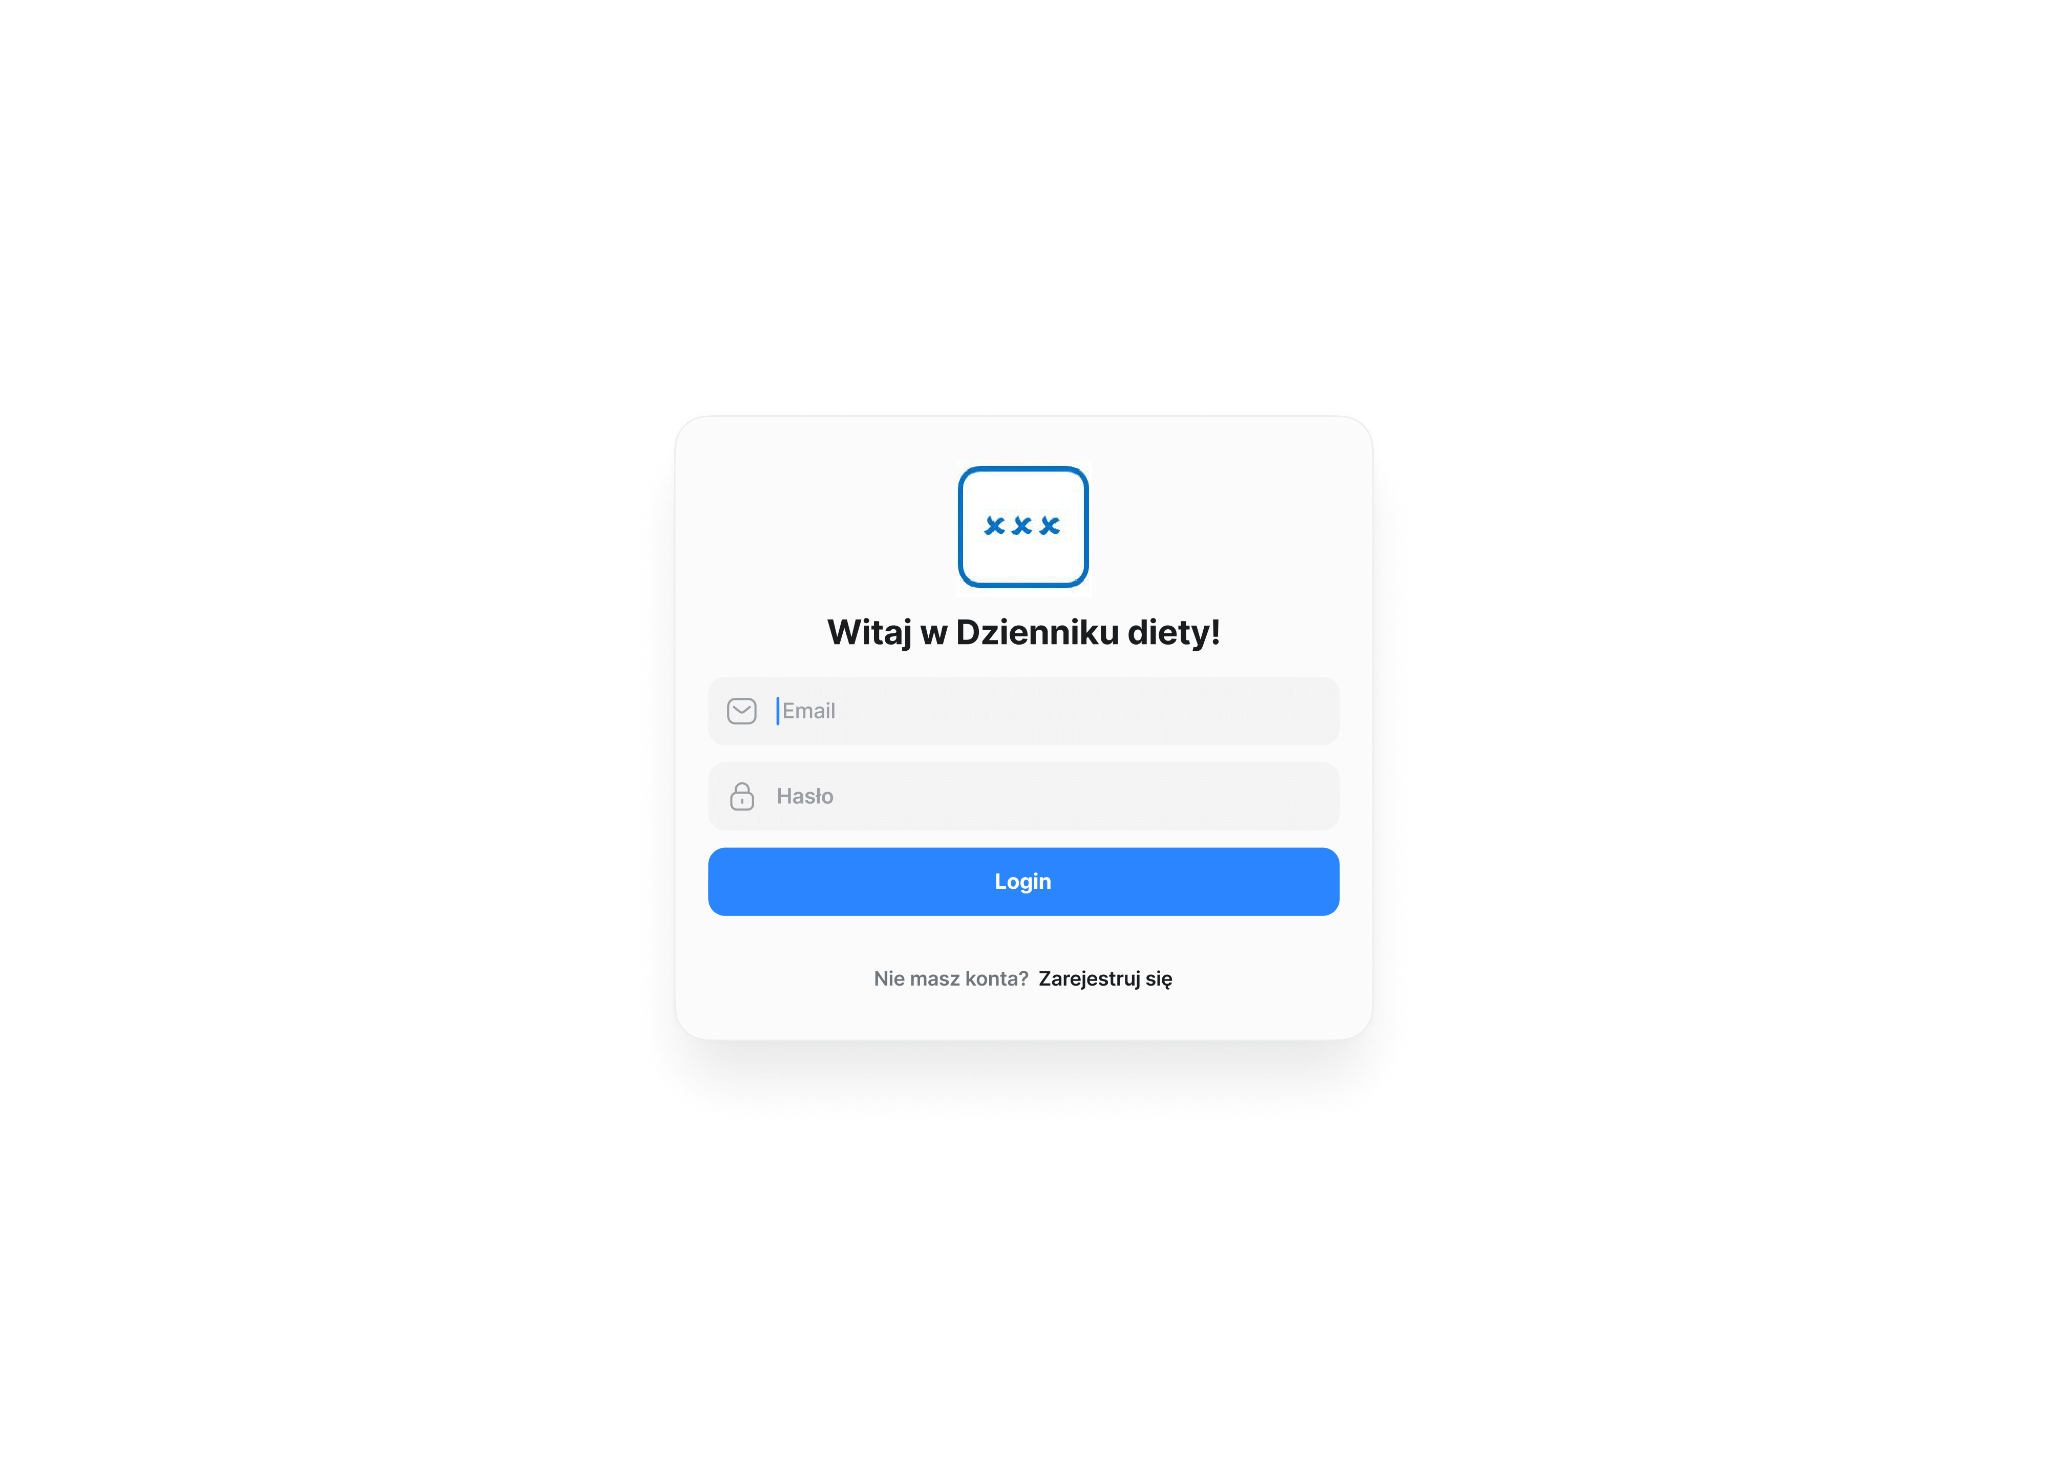 Witaj w Dzienniku diety!
Email
Hasło
Login
Nie masz konta? Zarejestruj się